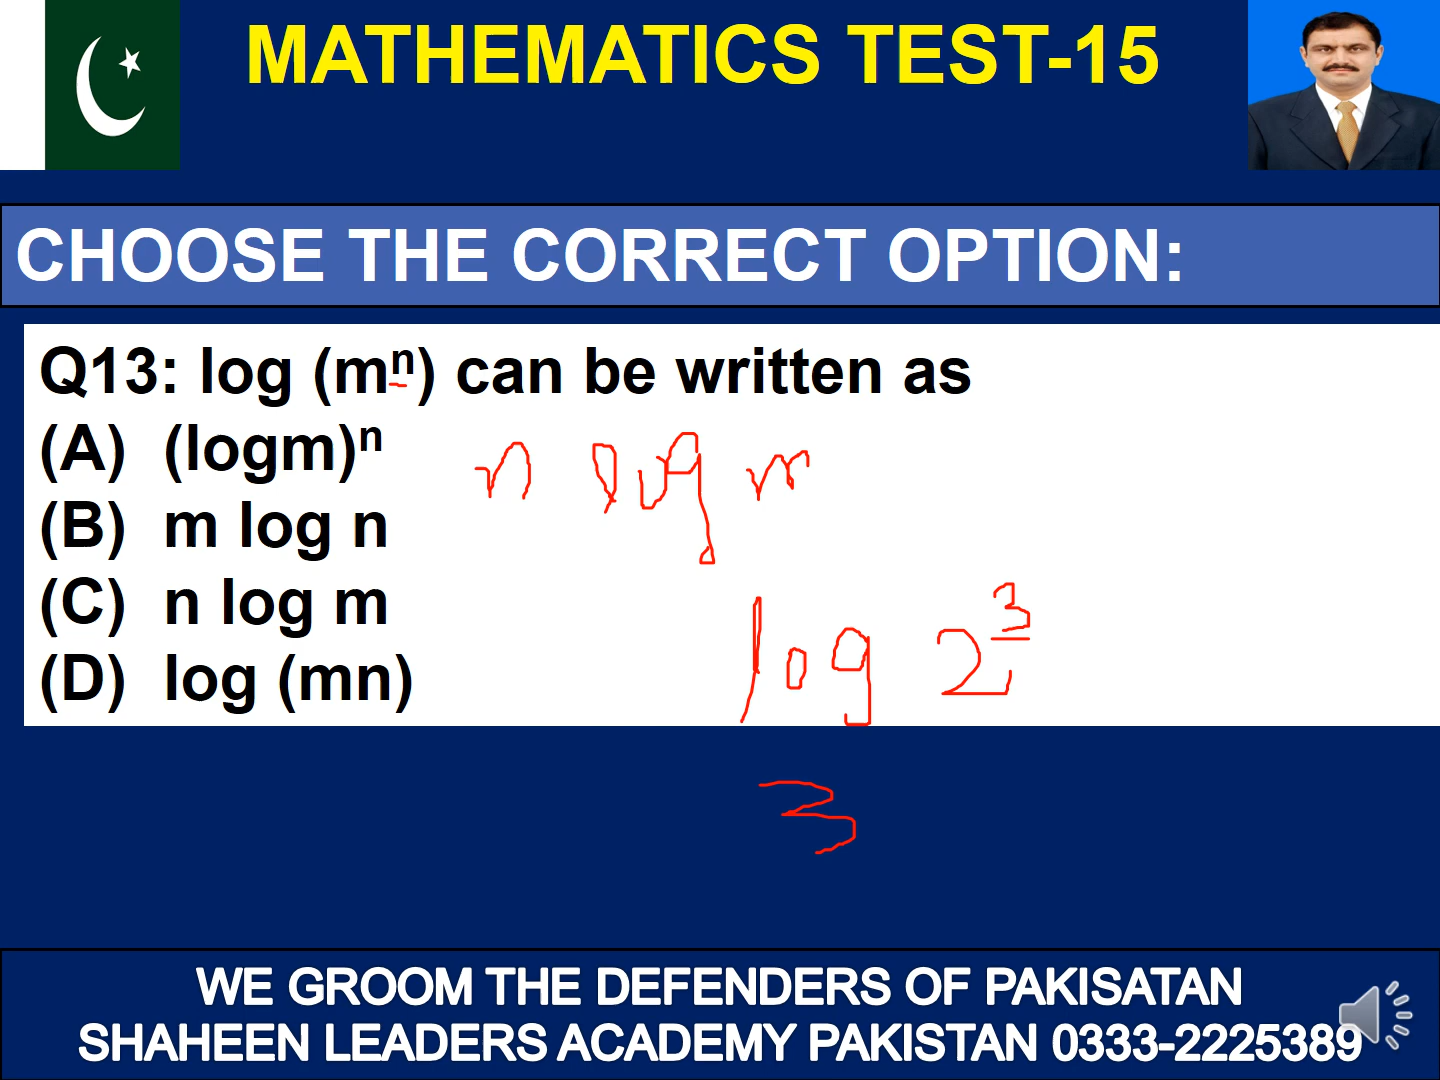 MATHEMATICS TEST-15
CHOOSE THE CORRECT OPTION:
Q13: log (mⁿ) can be written as
(A) (logm)ⁿ
n log m
(B) m log n
(C) n log m
log 2³
(D) log (mn)
3
WE GROOM THE DEFENDERS OF PAKISATAN
SHAHEEN LEADERS ACADEMY PAKISTAN 0333-2225389